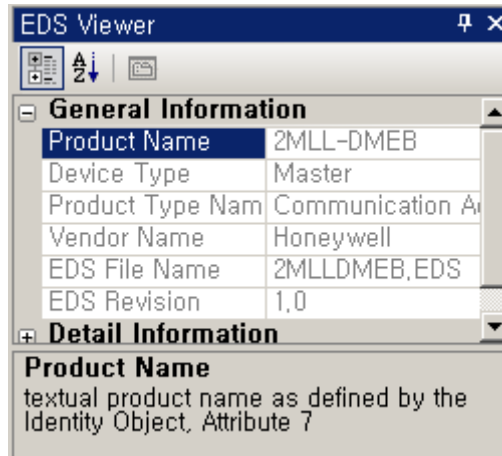 EDS Viewer
General Information
Product Name 2MLL-DMEB
Device Type Master
Product Type Nam Communication A
Vendor Name Honeywell
EDS File Name 2MLLDMEB,EDS
EDS Revision 1,0
Detail Information
Product Name
textual product name as defined by the
Identity Object, Attribute 7